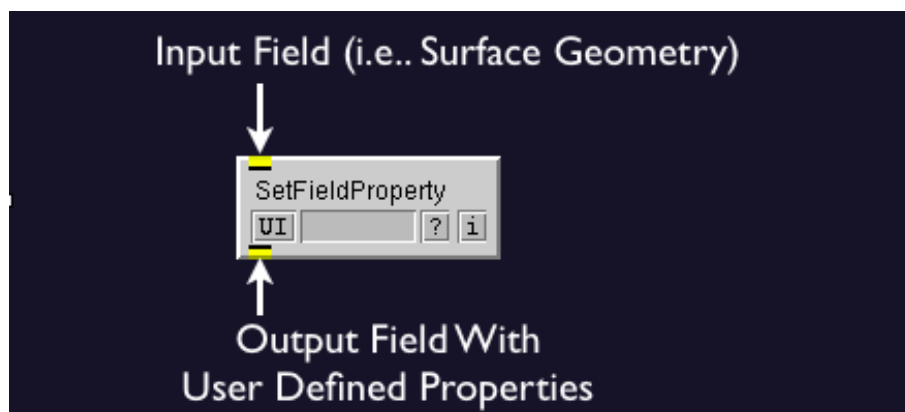 Input Field (i.e.. Surface Geometry)
SetFieldProperty
UI ? i
Output Field With
User Defined Properties